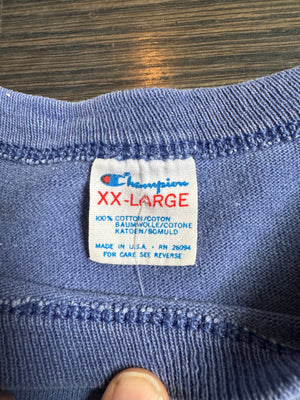 Champion
XX-LARGE
100% COTTON/COTON
BAUMWOLLE/COTONE
KATOEN/BOMULD
MADE IN U.S.A. · RN 26094
FOR CARE SEE REVERSE